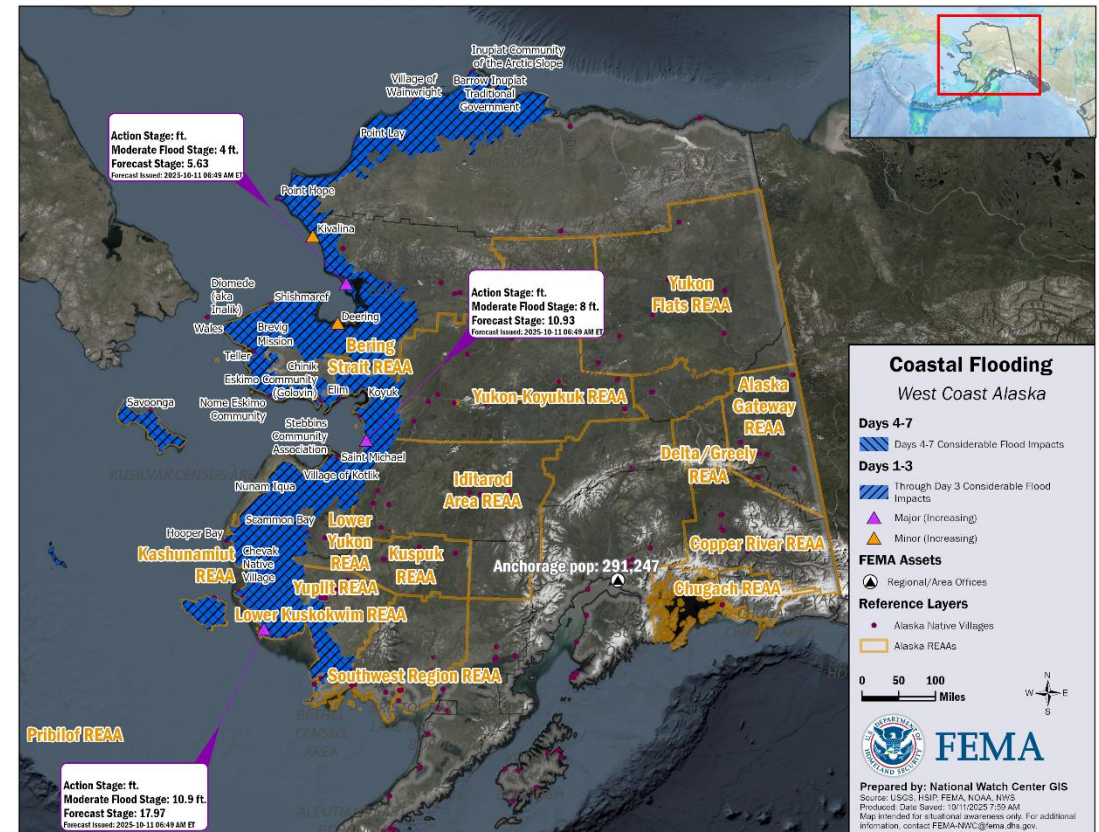 Inupiat Community
of the Arctic Slope
Village of
Wainwright
Barrow Inupiat
Traditional
Government
Point Lay
Action Stage: ft.
Moderate Flood Stage: 4 ft.
Forecast Stage: 5.63
Forecast Issued: 2025-10-11 06:49 AM ET
Point Hope
Kivalina
Diomede
(aka
Inalik)
Shishmaref
Wales
Brevig
Mission
Deering
Teller
Bering
Strait REAA
Chinik
Eskimo Community
(Golovin)
Elim
Koyuk
Nome Eskimo
Community
Savoonga
Stebbins
Community
Association
Saint Michael
Village of Kotlik
Action Stage: ft.
Moderate Flood Stage: 8 ft.
Forecast Stage: 10.93
Forecast Issued: 2025-10-11 06:49 AM ET
Yukon
Flats REAA
Yukon-Koyukuk REAA
Alaska
Gateway
REAA
Delta/Greely
REAA
KUSILVAK CENSUS AREA
Nunam Iqua
Iditarod
Area REAA
Scammon Bay
Hooper Bay
Lower
Yukon
REAA
Kashunamiut
REAA
Chevak
Native
Village
Kuspuk
REAA
Yupiit REAA
Copper River REAA
Anchorage pop: 291,247
Chugach REAA
Lower Kuskokwim REAA
Southwest Region REAA
BETHEL
CENSUS
AREA
Pribilof REAA
Action Stage: ft.
Moderate Flood Stage: 10.9 ft.
Forecast Stage: 17.97
Forecast Issued: 2025-10-11 06:49 AM ET
Coastal Flooding
West Coast Alaska
Days 4-7
Days 4-7 Considerable Flood Impacts
Days 1-3
Through Day 3 Considerable Flood
Impacts
Major (Increasing)
Minor (Increasing)
FEMA Assets
Regional/Area Offices
Reference Layers
Alaska Native Villages
Alaska REAAs
0 50 100
Miles
N
W E
S
FEMA
Prepared by: National Watch Center GIS
Source: USGS, HSIP, FEMA, NOAA, NWS
Produced: Date Saved: 10/11/2025 7:59 AM
Map intended for situational awareness only. For additional
information, contact FEMA-NWC@fema.dhs.gov.